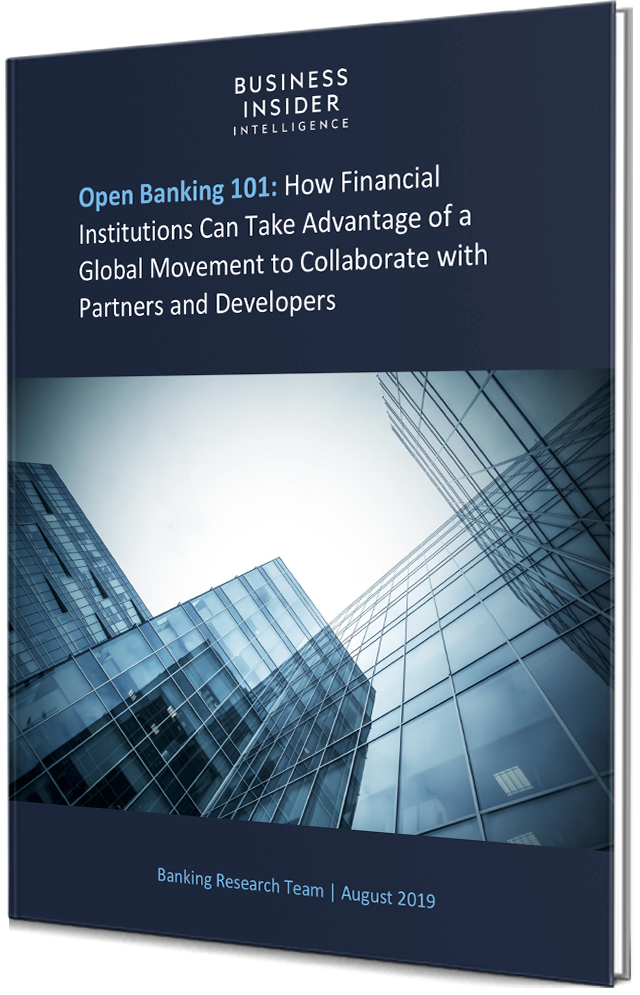 BUSINESS
INSIDER
INTELLIGENCE
Open Banking 101: How Financial
Institutions Can Take Advantage of a
Global Movement to Collaborate with
Partners and Developers
Banking Research Team | August 2019